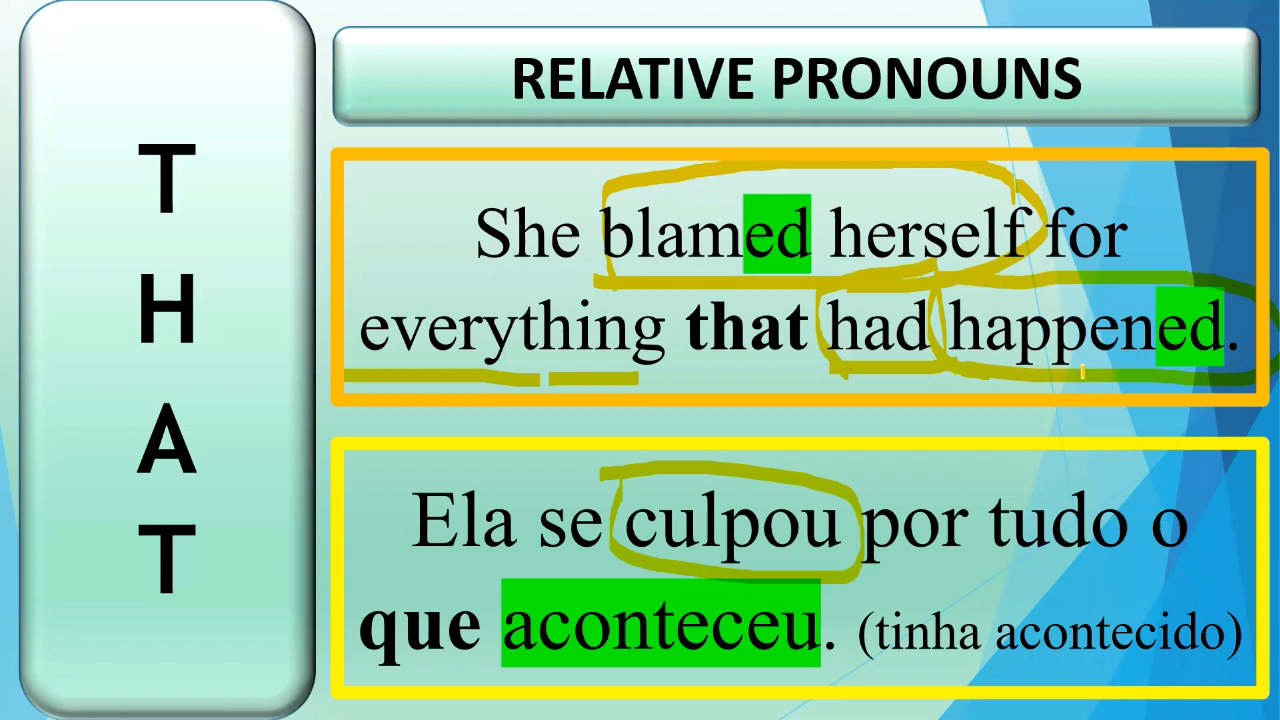 T
H
A
T
RELATIVE PRONOUNS
She blamed herself for
everything that had happened.
Ela se culpou por tudo o
que aconteceu. (tinha acontecido)